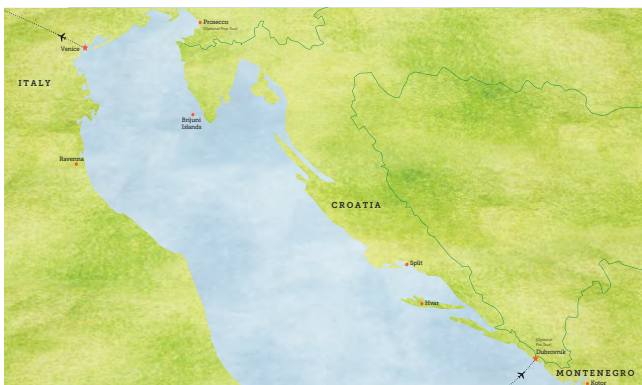 Prosecco
(Optional Post Tour)
Venice
ITALY
Brijuni
Islands
Ravenna
CROATIA
Split
Hvar
(Optional
Pre Tour)
Dubrovnik
MONTENEGRO
Kotor